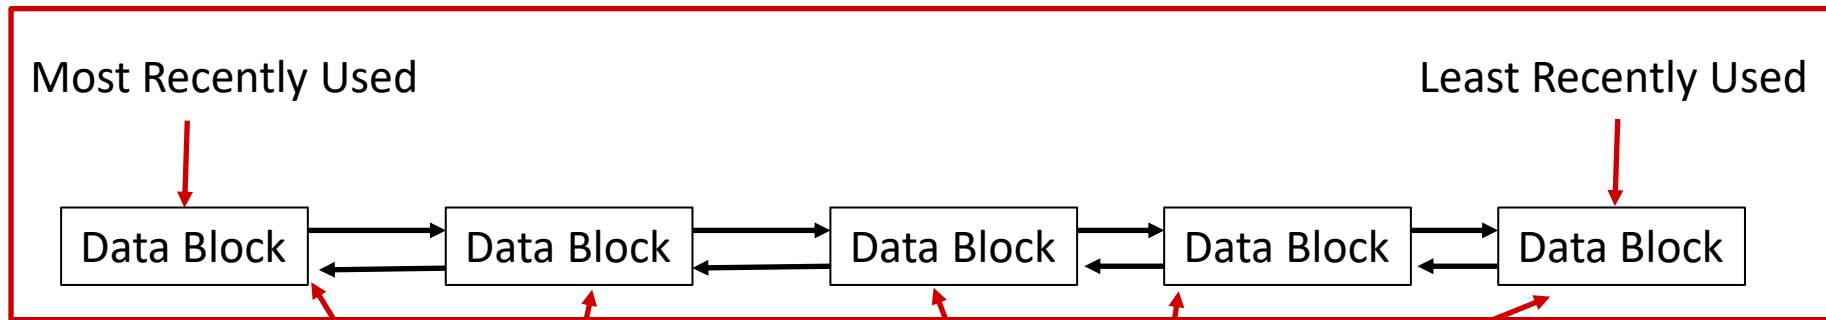 Most Recently Used
Least Recently Used
Data Block
Data Block
Data Block
Data Block
Data Block